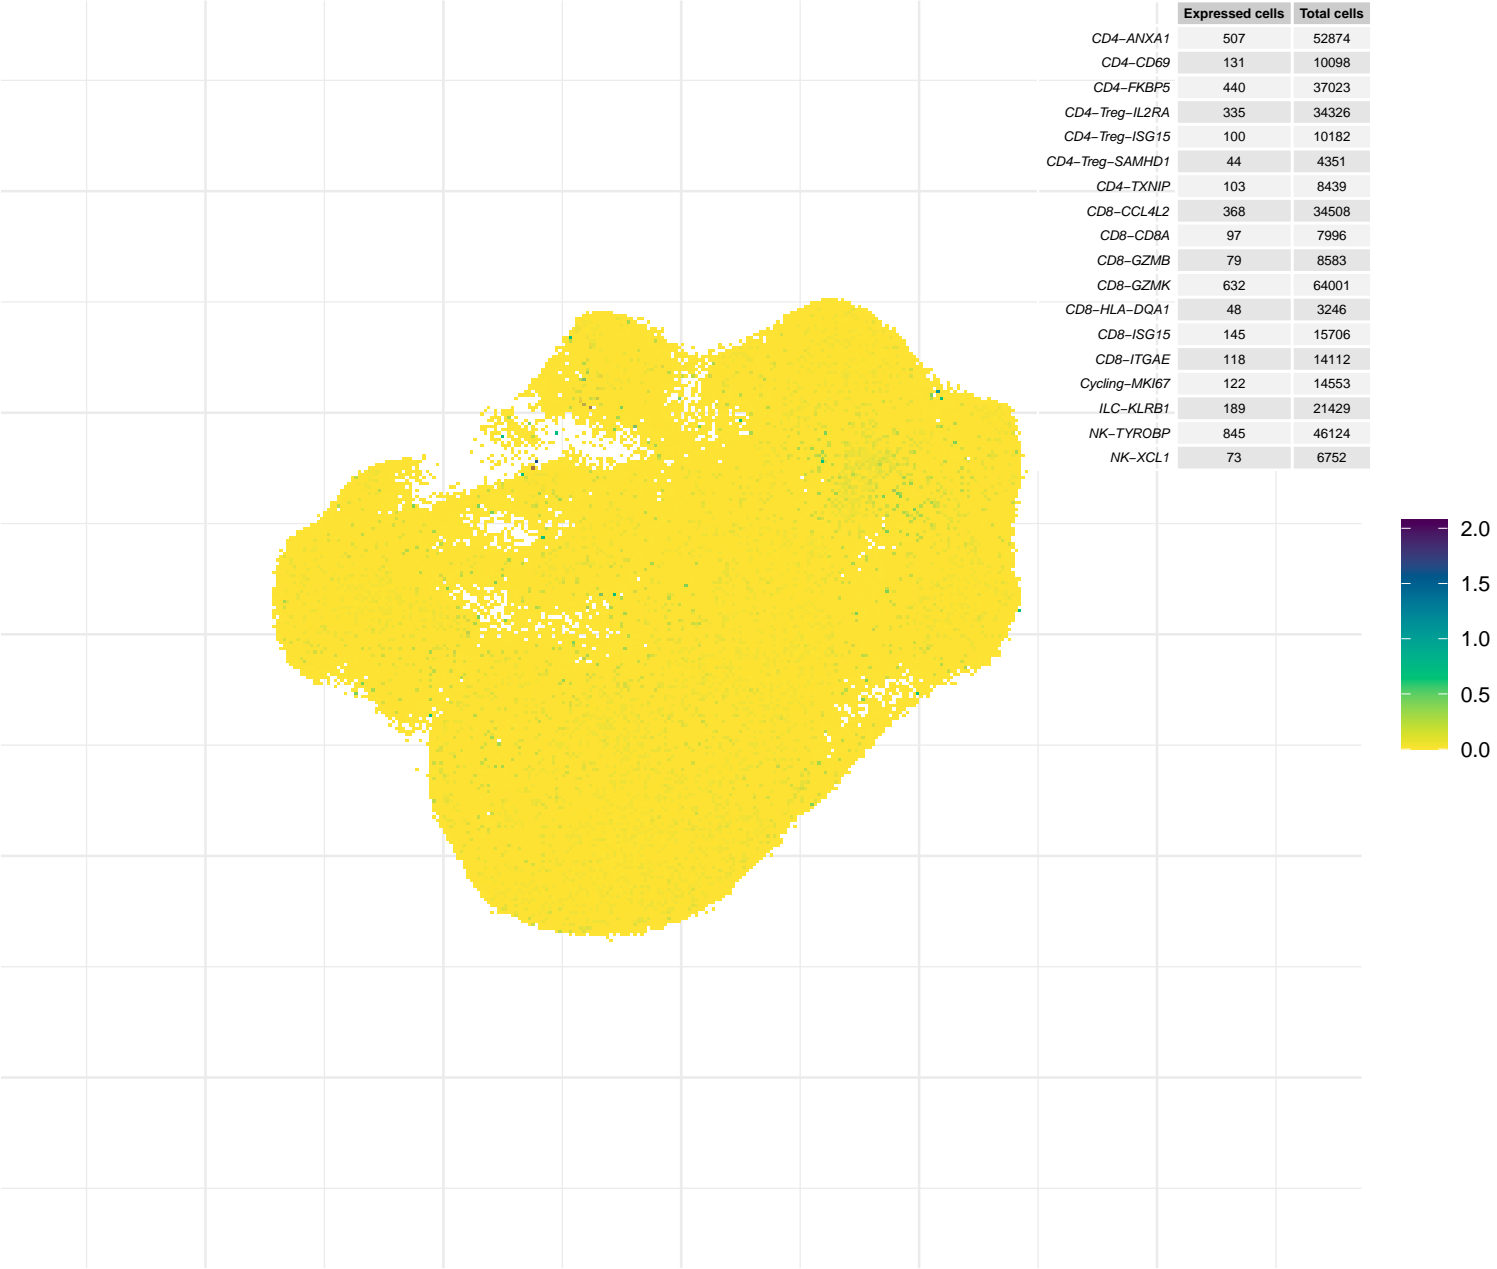 Expressed cells Total cells
CD4−ANXA1 507 52874
CD4−CD69 131 10098
CD4−FKBP5 440 37023
CD4−Treg−IL2RA 335 34326
CD4−Treg−ISG15 100 10182
CD4−Treg−SAMHD1 44 4351
CD4−TXNIP 103 8439
CD8−CCL4L2 368 34508
CD8−CD8A 97 7996
CD8−GZMB 79 8583
CD8−GZMK 632 64001
CD8−HLA−DQA1 48 3246
CD8−ISG15 145 15706
CD8−ITGAE 118 14112
Cycling−MKI67 122 14553
ILC−KLRB1 189 21429
NK−TYROBP 845 46124
NK−XCL1 73 6752
2.0
1.5
1.0
0.5
0.0